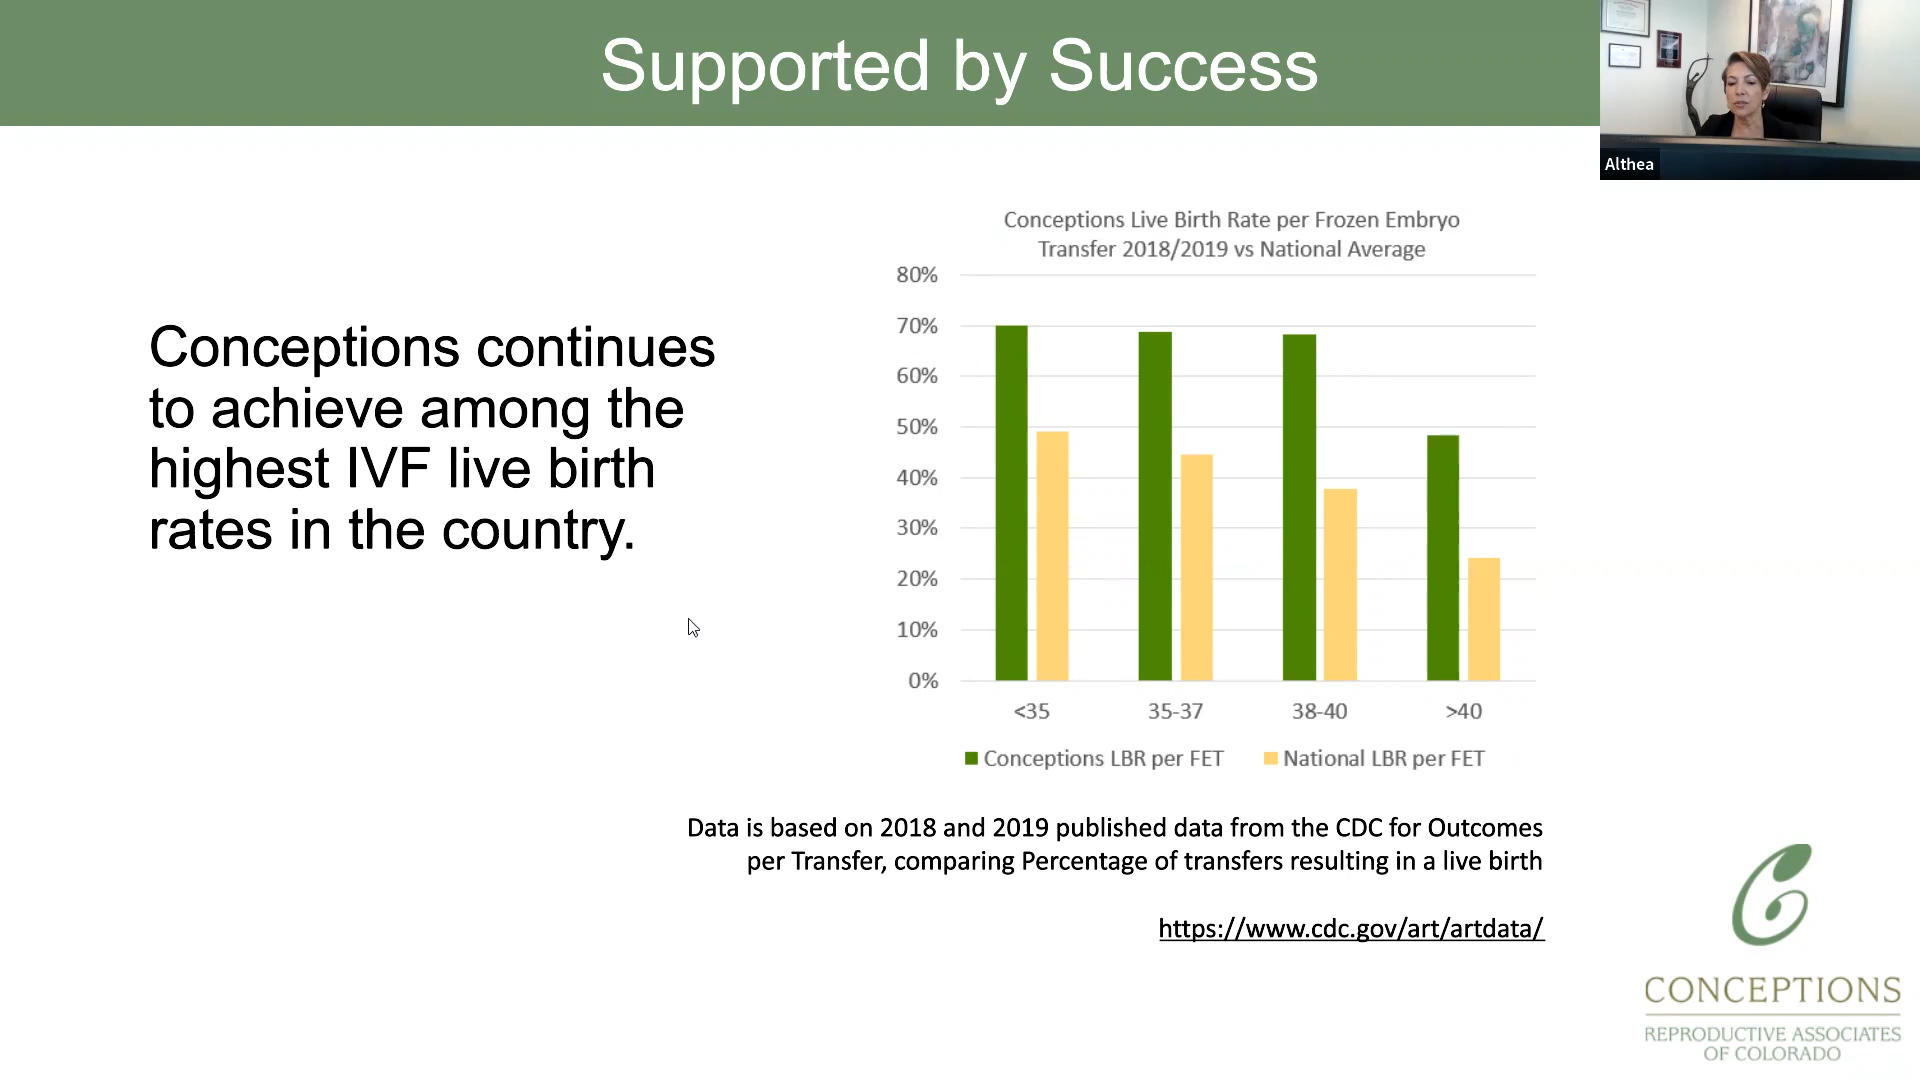 Supported by Success
Althea
Conceptions continues
to achieve among the
highest IVF live birth
rates in the country.
Conceptions Live Birth Rate per Frozen Embryo
Transfer 2018/2019 vs National Average
80%
70%
60%
50%
40%
30%
20%
10%
0%
<35 35-37 38-40 >40
Conceptions LBR per FET National LBR per FET
Data is based on 2018 and 2019 published data from the CDC for Outcomes
per Transfer, comparing Percentage of transfers resulting in a live birth
https://www.cdc.gov/art/artdata/
CONCEPTIONS
REPRODUCTIVE ASSOCIATES
OF COLORADO